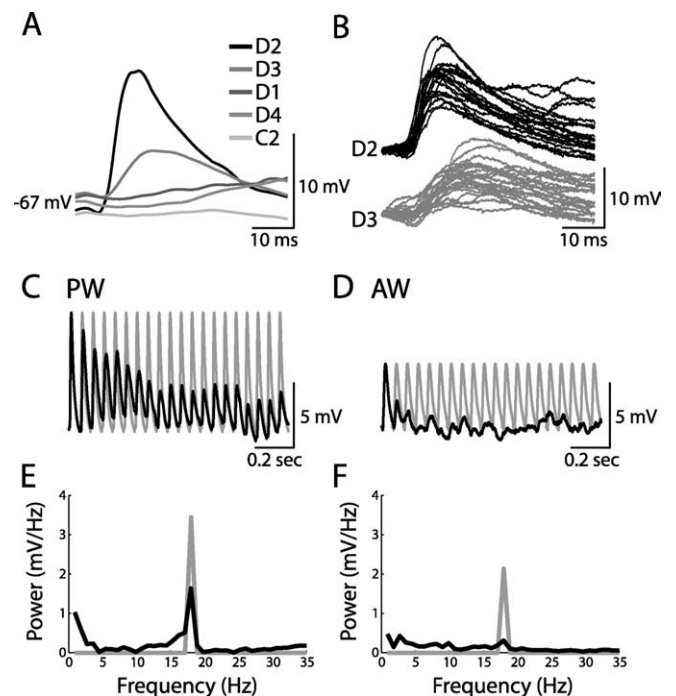 A
D2
D3
D1
D4
C2
-67 mV
10 mV
10 ms
B
D2
D3
10 mV
10 ms
C PW
5 mV
0.2 sec
D AW
5 mV
0.2 sec
E
Power (mV/Hz)
4
3
2
1
0
0 5 10 15 20 25 30 35
Frequency (Hz)
F
Power (mV/Hz)
4
3
2
1
0
0 5 10 15 20 25 30 35
Frequency (Hz)